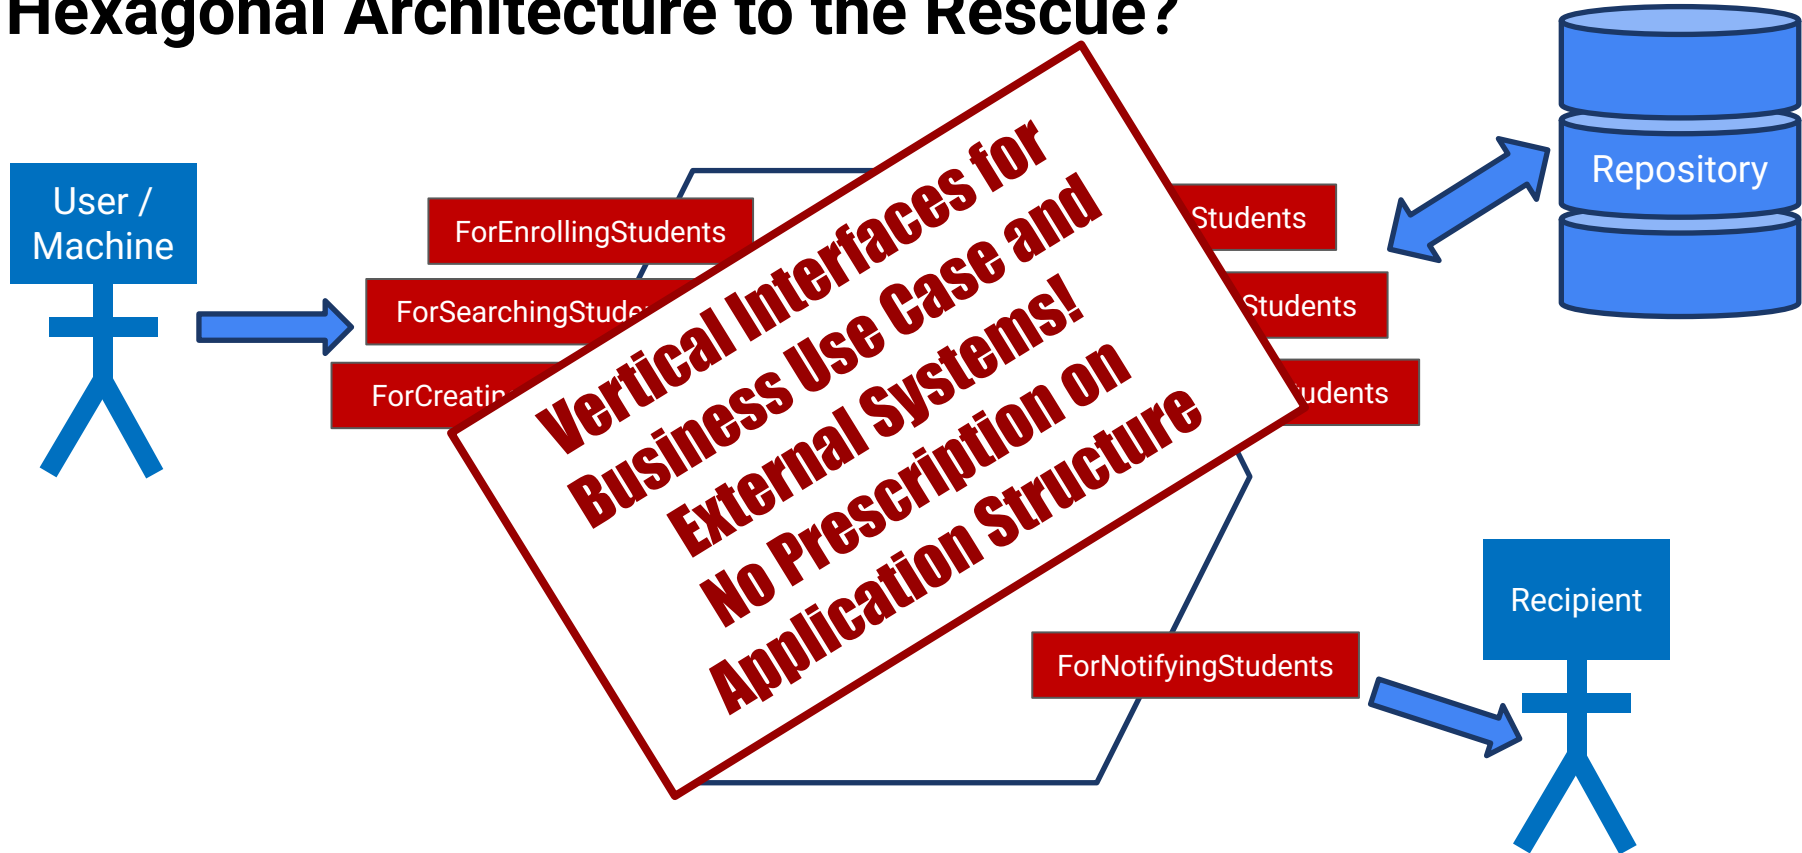 Hexagonal Architecture to the Rescue?
User /
Machine
ForEnrollingStudents
ForSearchingStude
ForCreatin
Vertical Interfaces for
Business Use Case and
External Systems!
No Prescription on
Application Structure
Students
Students
udents
Repository
ForNotifyingStudents
Recipient